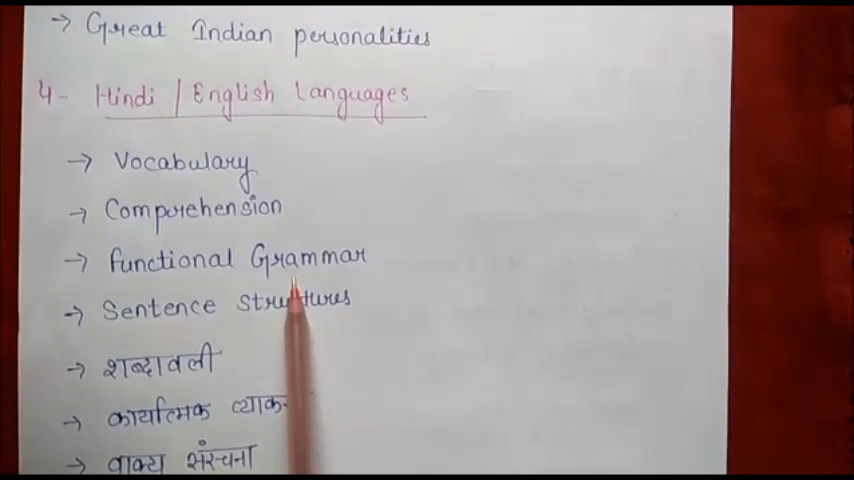 → Great Indian personalities
4- Hindi / English Languages
→ Vocabulary
→ Comprehension
→ functional Grammar
→ Sentence Structures
→ शब्दावली
→ कार्यात्मक
→ वाक्य संरचना